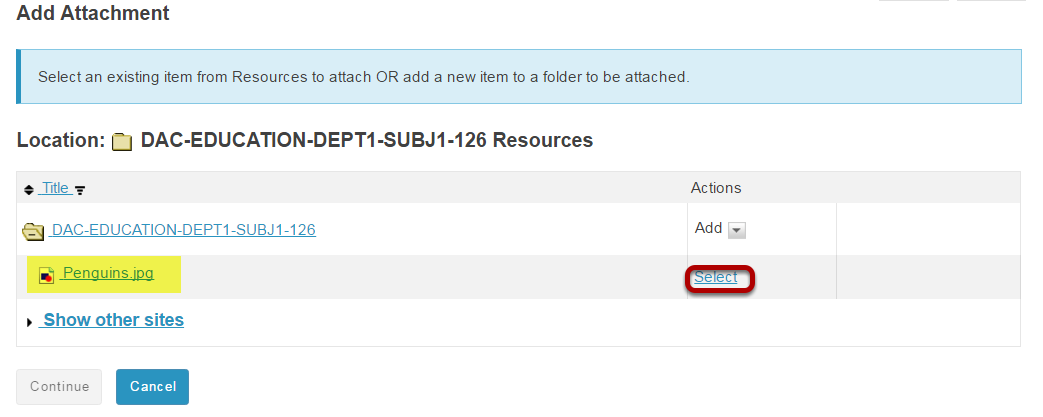 Add Attachment
Select an existing item from Resources to attach OR add a new item to a folder to be attached.
Location: DAC-EDUCATION-DEPT1-SUBJ1-126 Resources
Title Actions
DAC-EDUCATION-DEPT1-SUBJ1-126 Add
Penguins.jpg Select
Show other sites
Continue Cancel